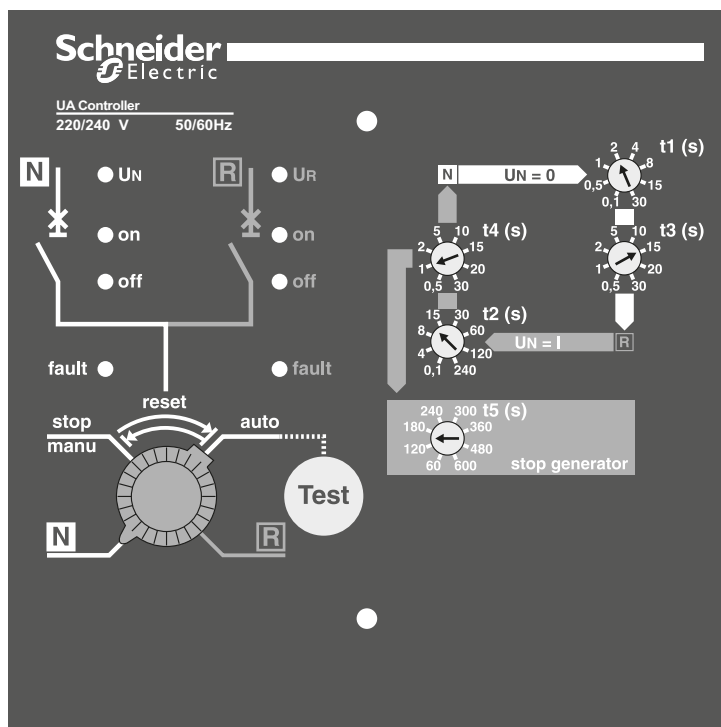 Schneider
Electric
UA Controller
220/240 V 50/60Hz
N UN
R UR
on
on
off
off
fault
fault
reset
stop
auto
manu
Test
N
R
2 4 t1 (s)
1 8
0,5 15
0,1 30
N UN = 0
5 10 t4 (s)
2 15
1 20
0,5 30
5 10 t3 (s)
2 15
1 20
0,5 30
15 30 t2 (s)
8 60
4 120
0,1 240
UN = I R
240 300 t5 (s)
180 360
120 480
60 600
stop generator